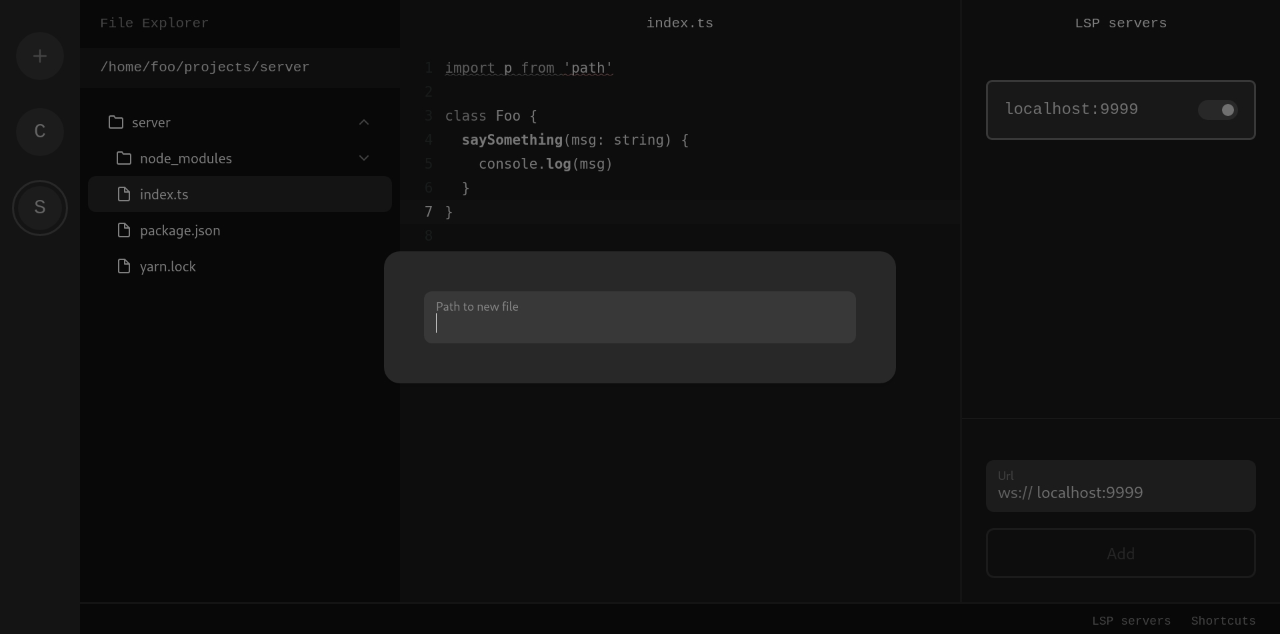 +
C
S
File Explorer
/home/foo/projects/server
server
node_modules
index.ts
package.json
yarn.lock
index.ts
1 import p from 'path'
2
3 class Foo {
4 saySomething(msg: string) {
5 console.log(msg)
6 }
7 }
8
Path to new file
LSP servers
localhost:9999
Url
ws:// localhost:9999
Add
LSP servers Shortcuts